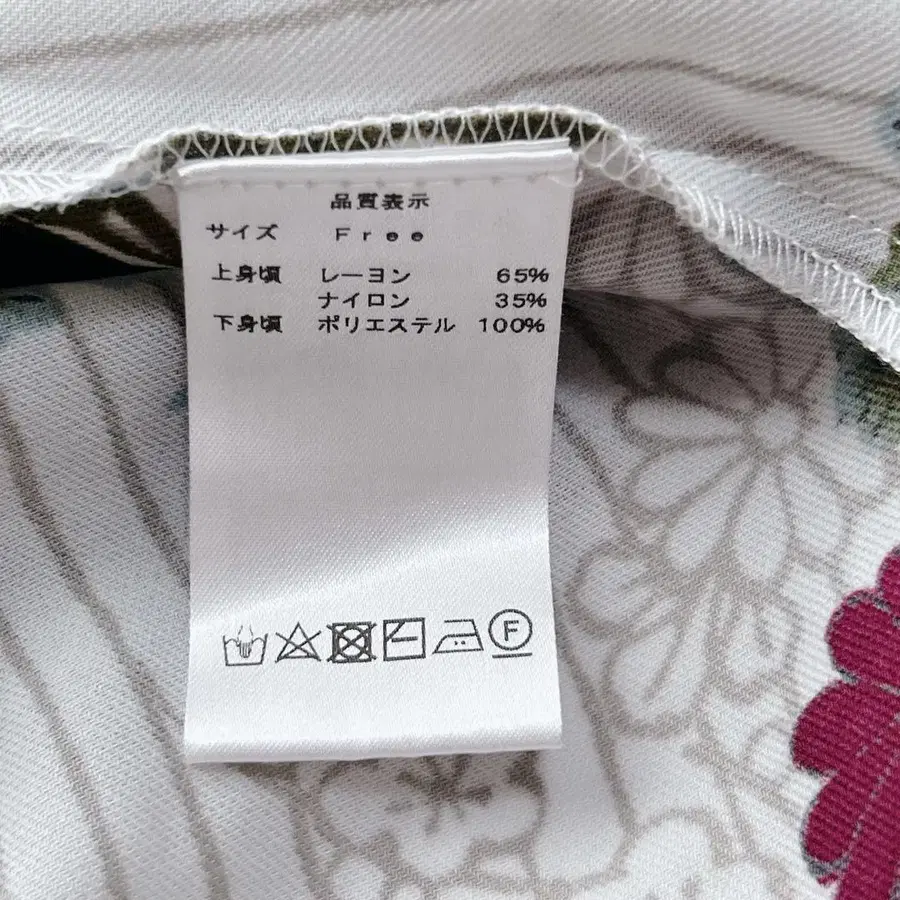 品質表示
サイズ Ｆｒｅｅ
上身頃 レーヨン 65%
ナイロン 35%
下身頃 ポリエステル 100%
F